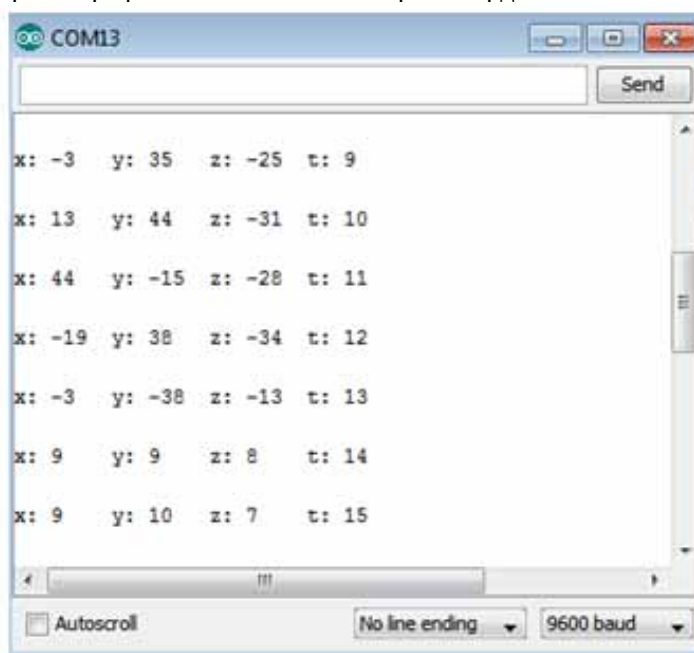 COM13
Send
x: -3 y: 35 z: -25 t: 9
x: 13 y: 44 z: -31 t: 10
x: 44 y: -15 z: -28 t: 11
x: -19 y: 38 z: -34 t: 12
x: -3 y: -38 z: -13 t: 13
x: 9 y: 9 z: 8 t: 14
x: 9 y: 10 z: 7 t: 15
Autoscroll No line ending 9600 baud